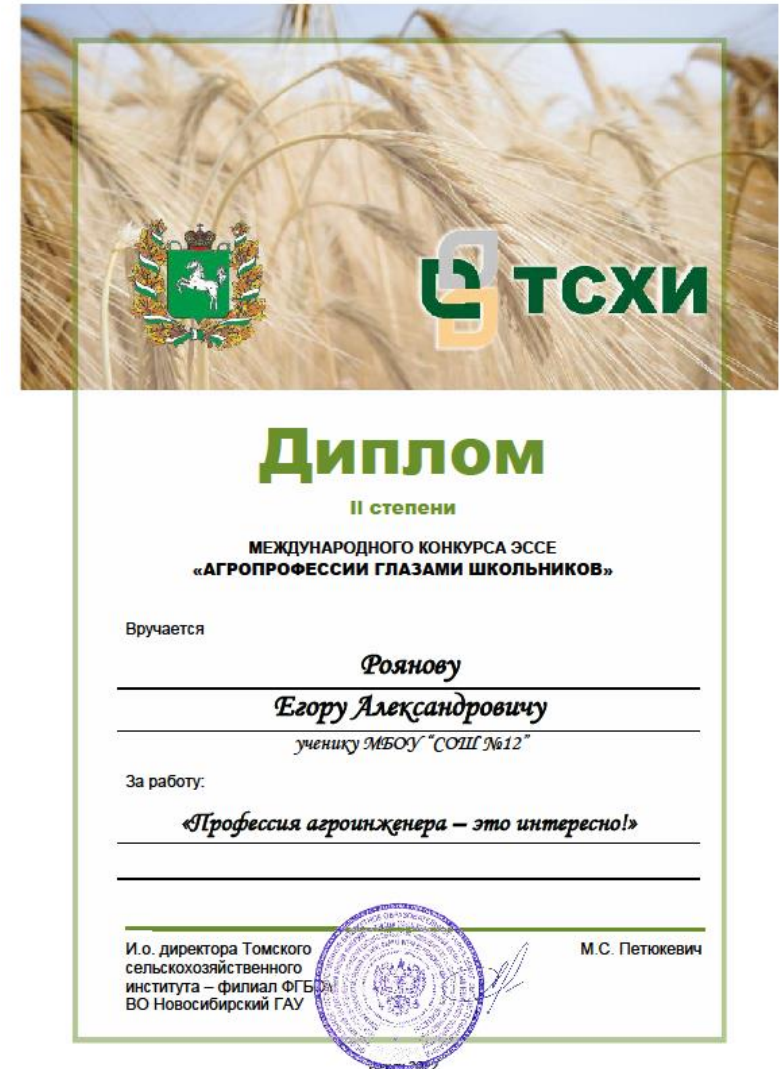 ТСХИ
Диплом
II степени
МЕЖДУНАРОДНОГО КОНКУРСА ЭССЕ
«АГРОПРОФЕССИИ ГЛАЗАМИ ШКОЛЬНИКОВ»
Вручается
Роянову
Егору Александровичу
ученику МБОУ "СОШ №12"
За работу:
«Профессия агроинженера – это интересно!»
И.о. директора Томского
сельскохозяйственного
института – филиал
ВО Новосибирский ГАУ
М.С. Петюкевич